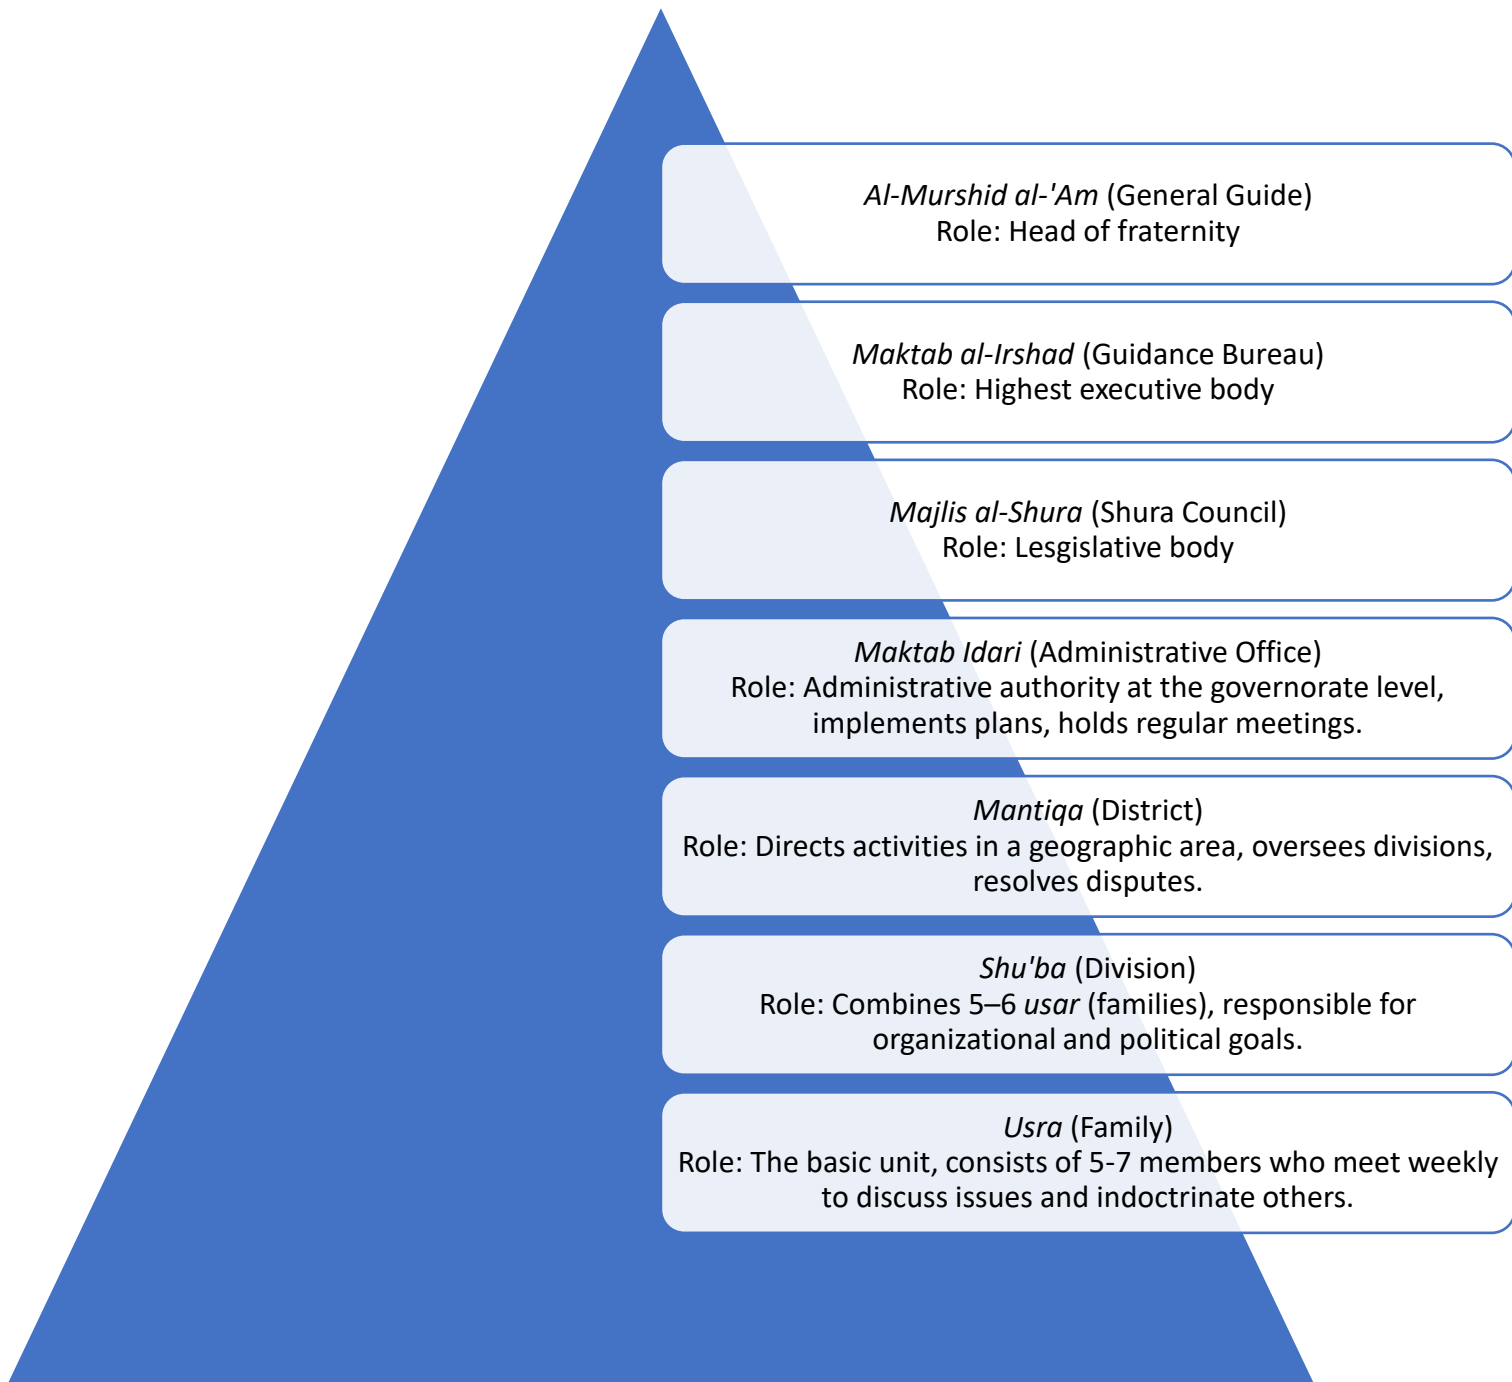 Al-Murshid al-'Am (General Guide)
Role: Head of fraternity
Maktab al-Irshad (Guidance Bureau)
Role: Highest executive body
Majlis al-Shura (Shura Council)
Role: Lesgislative body
Maktab Idari (Administrative Office)
Role: Administrative authority at the governorate level,
implements plans, holds regular meetings.
Mantiqa (District)
Role: Directs activities in a geographic area, oversees divisions,
resolves disputes.
Shu'ba (Division)
Role: Combines 5–6 usar (families), responsible for
organizational and political goals.
Usra (Family)
Role: The basic unit, consists of 5-7 members who meet weekly
to discuss issues and indoctrinate others.